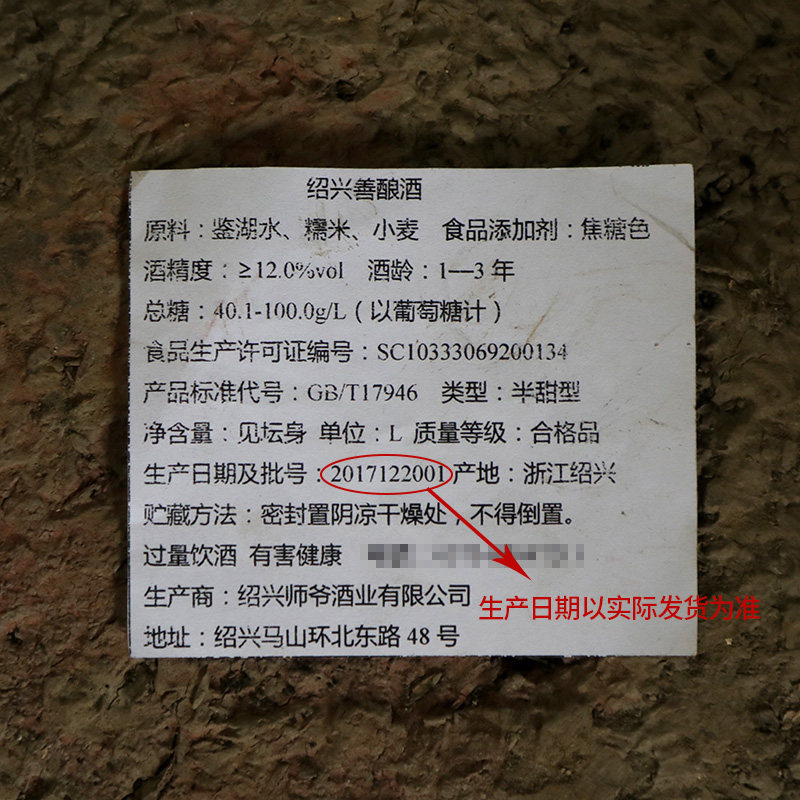 绍兴善酿酒
原料：鉴湖水、糯米、小麦 食品添加剂：焦糖色
酒精度：≥12.0%vol 酒龄：1—3 年
总糖：40.1-100.0g/L（以葡萄糖计）
食品生产许可证编号：SC10333069200134
产品标准代号：GB/T17946 类型：半甜型
净含量：见坛身 单位：L 质量等级：合格品
生产日期及批号：2017122001 产地：浙江绍兴
贮藏方法：密封置阴凉干燥处，不得倒置。
过量饮酒 有害健康
生产商：绍兴师爷酒业有限公司
生产日期以实际发货为准
地址：绍兴马山环北东路 48 号